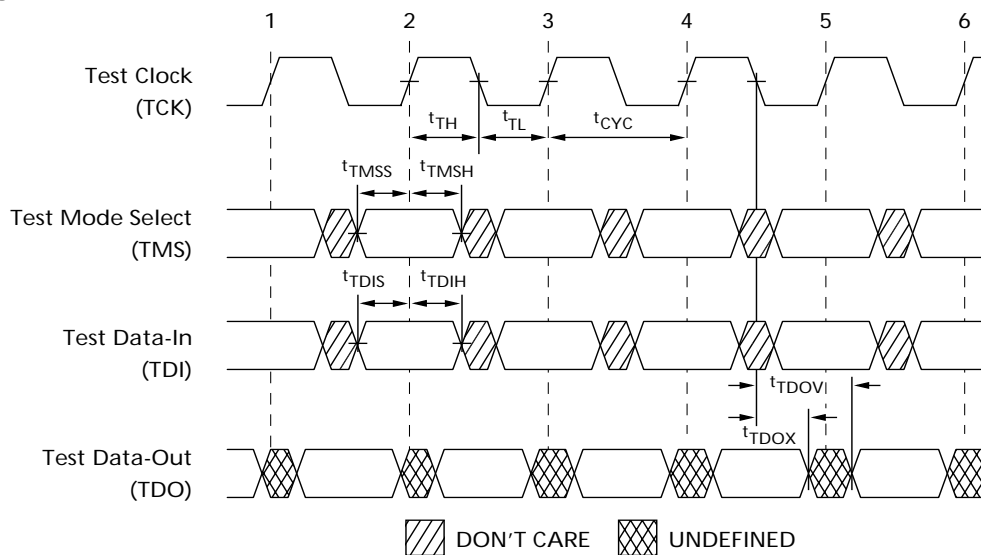 1 2 3 4 5 6
Test Clock
(TCK)
tTH tTL tCYC
tTMSS tTMSH
Test Mode Select
(TMS)
tTDIS tTDIH
Test Data-In
(TDI)
tTDOV
tTDOX
Test Data-Out
(TDO)
DON'T CARE UNDEFINED